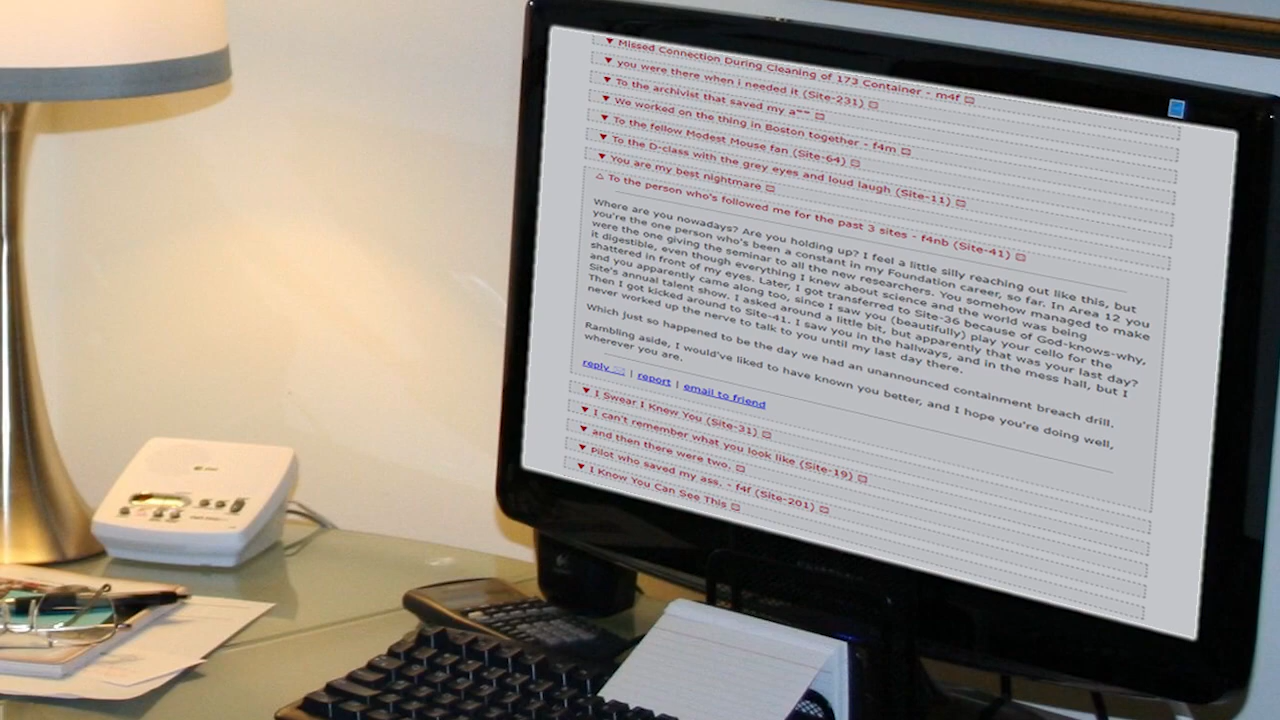 Missed Connection During Cleaning of 173 Container - m4f
you were there when i needed it (Site-231)
To the archivist that saved my a**
We worked on the thing in Boston together - f4m
To the fellow Modest Mouse fan (Site-64)
To the D-class with the grey eyes and loud laugh (Site-11)
You are my best nightmare
To the person who's followed me for the past 3 sites - f4nb (Site-41)
Where are you nowadays? Are you holding up? I feel a little silly reaching out like this, but
you're the one person who's been a constant in my Foundation career, so far. In Area 12 you
were the one giving the seminar to all the new researchers. You somehow managed to make
it digestible, even though everything I knew about science and the world was being
shattered in front of my eyes. Later, I got transferred to Site-36 because of God-knows-why,
and you apparently came along too, since I saw you (beautifully) play your cello for the
Site's annual talent show. I asked around a little bit, but apparently that was your last day?
Then I got kicked around to Site-41. I saw you in the hallways, and in the mess hall, but I
never worked up the nerve to talk to you until my last day there.
Which just so happened to be the day we had an unannounced containment breach drill.
Rambling aside, I would've liked to have known you better, and I hope you're doing well,
wherever you are.
reply | report | email to friend
I Swear I Knew You (Site-31)
I can't remember what you look like (Site-19)
and then there were two.
Pilot who saved my ass. - f4f (Site-201)
I Know You Can See This